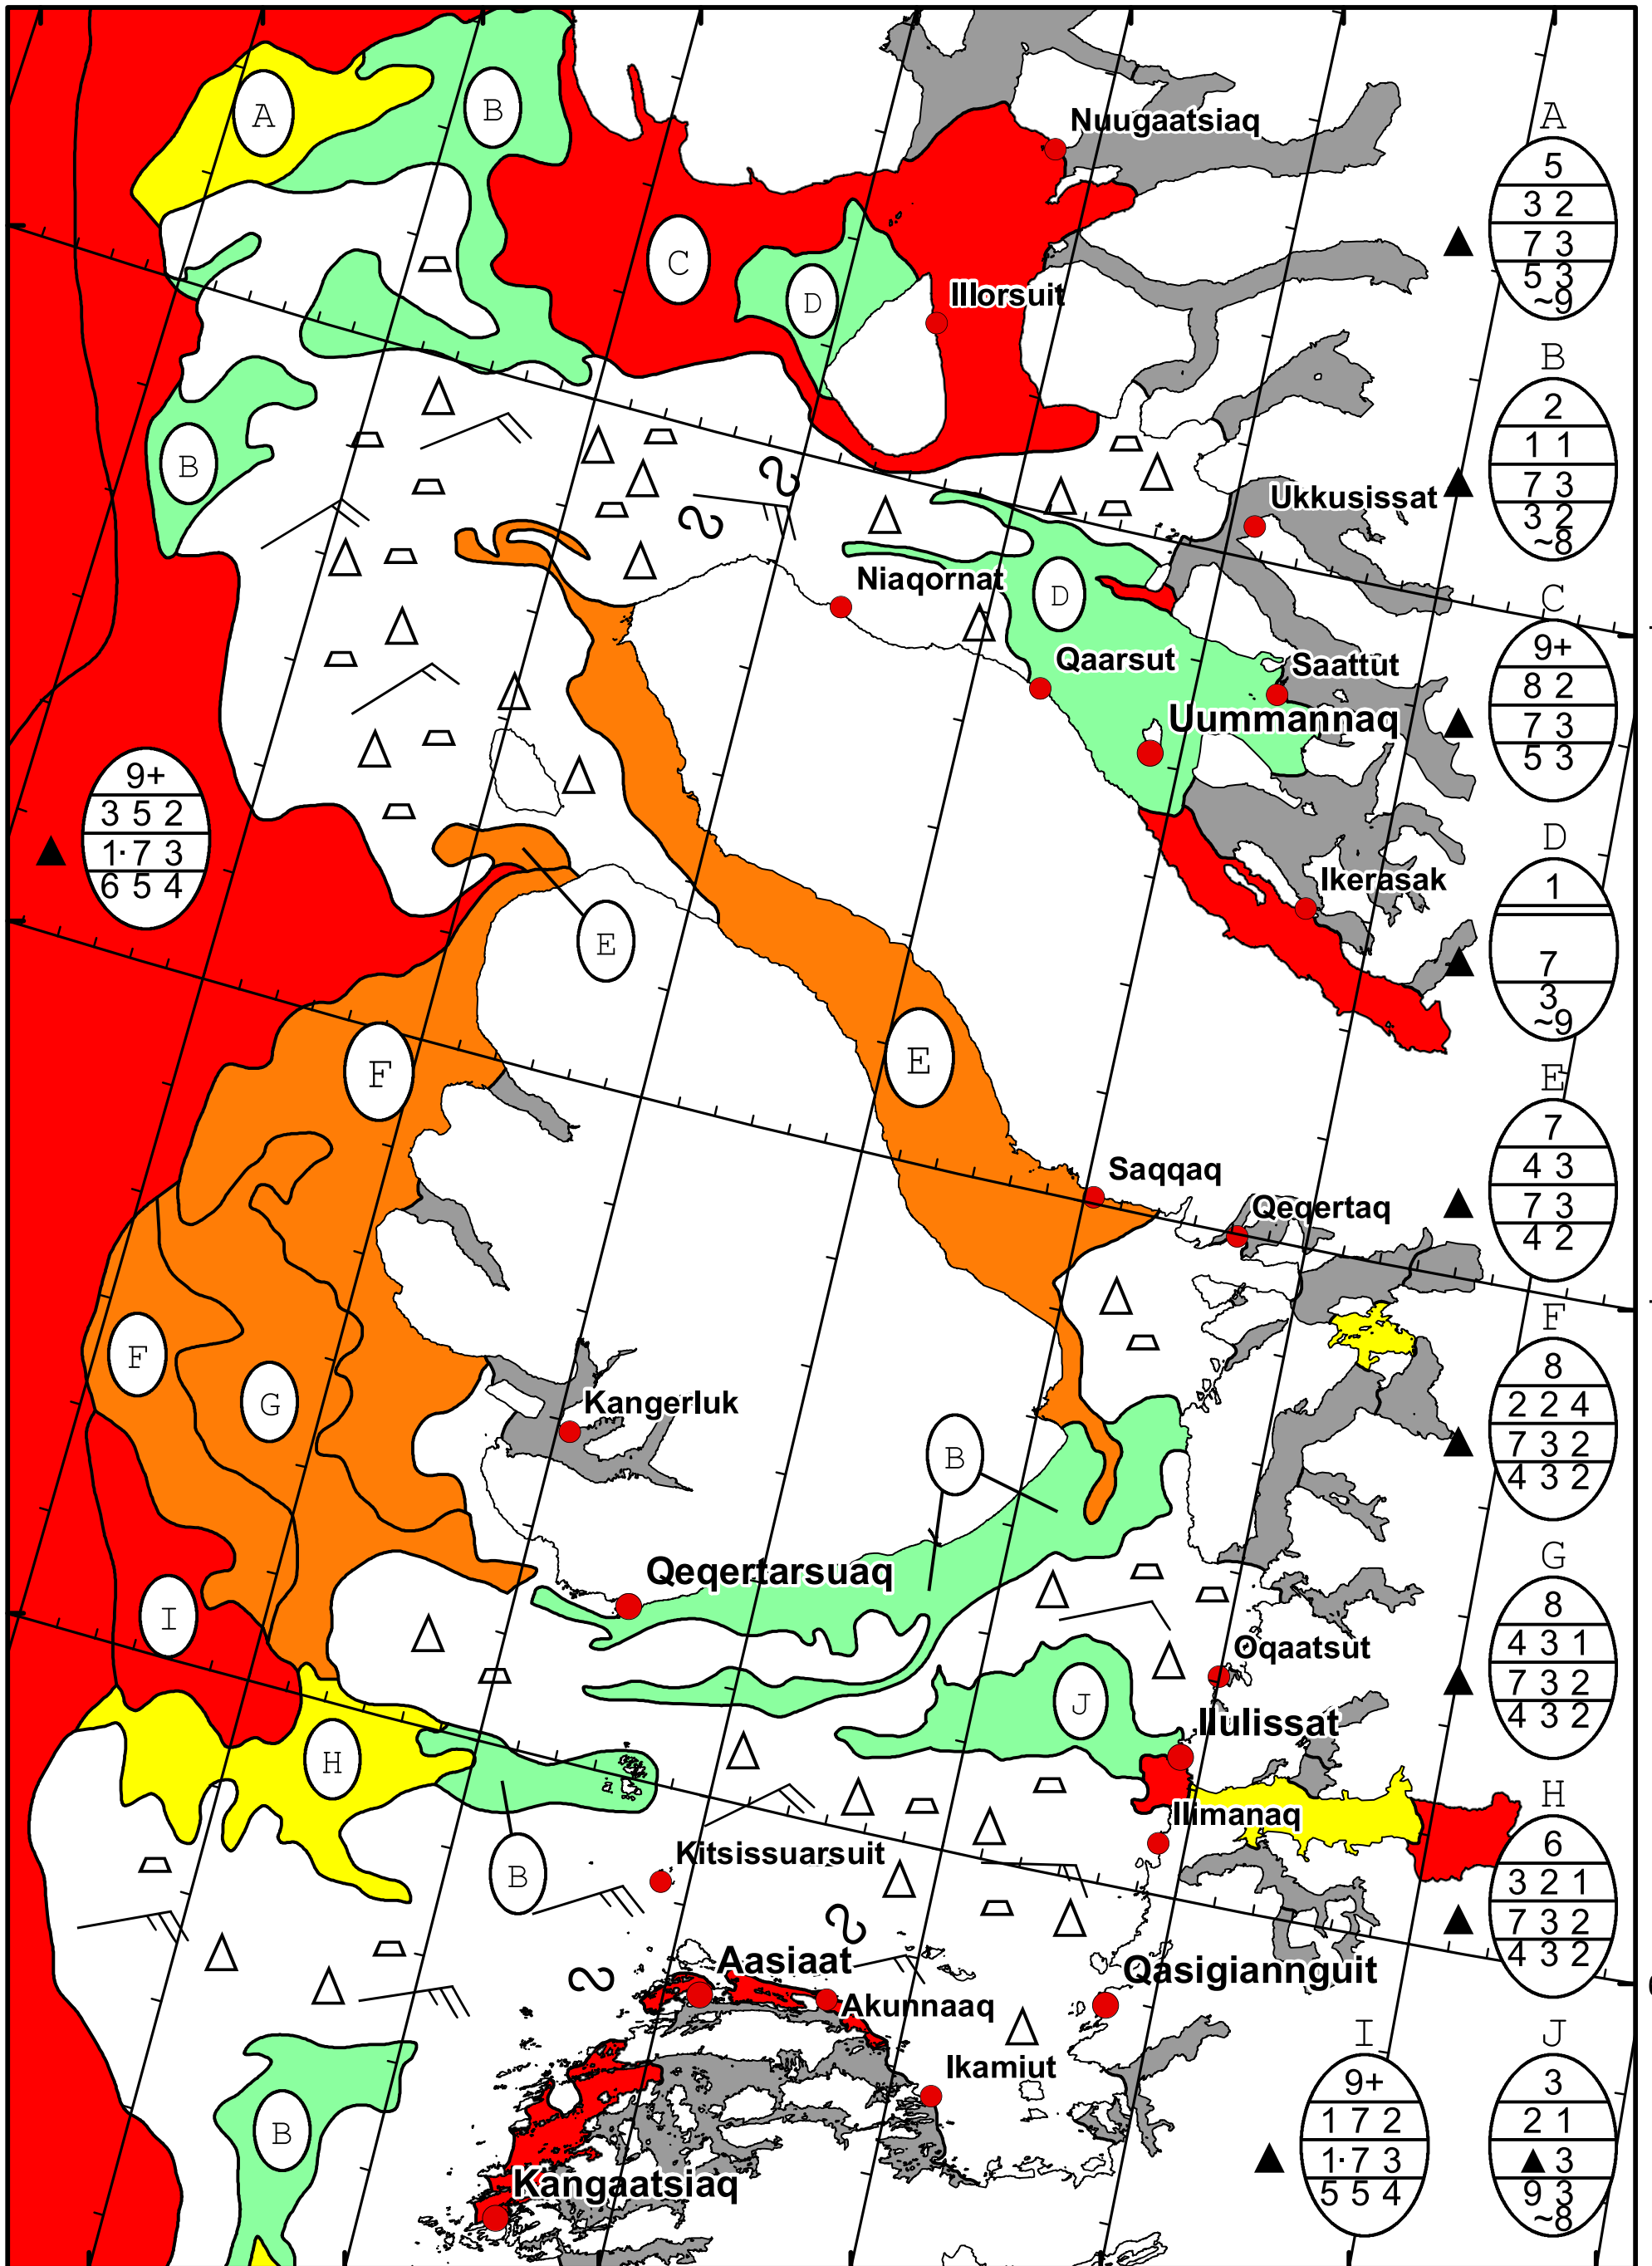 A
B
C
D
B
D
E
F
E
F
G
B
I
J
H
B
B
Nuugaatsiaq
Illorsuit
Ukkusissat
Niaqornat
Qaarsut
Saattut
Uummannaq
Ikerasak
Saqqaq
Qeqertaq
Kangerluk
Qeqertarsuaq
Oqaatsut
Ilulissat
Ilimanaq
Kitsissuarsuit
Aasiaat
Akunnaaq
Qasigiannguit
Ikamiut
Kangaatsiaq
9+
3 5 2
1· 7 3
6 5 4
A
5
3 2
7 3
5 3
~9
B
2
1 1
7 3
3 2
~8
C
9+
8 2
7 3
5 3
D
1
7
3
~9
E
7
4 3
7 3
4 2
F
8
2 2 4
7 3 2
4 3 2
G
8
4 3 1
7 3 2
4 3 2
H
6
3 2 1
7 3 2
4 3 2
I
9+
1 7 2
1· 7 3
5 5 4
J
3
2 1
▲ 3
9 3
~8